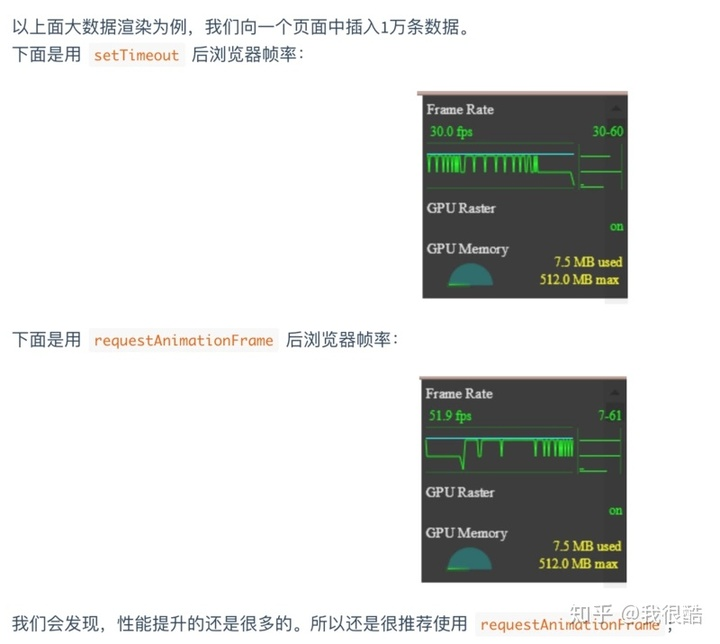 以上面大数据渲染为例，我们向一个页面中插入1万条数据。
下面是用 setTimeout 后浏览器帧率：
Frame Rate
30.0 fps 30-60
GPU Raster
on
GPU Memory
7.5 MB used
512.0 MB max
下面是用 requestAnimationFrame 后浏览器帧率：
Frame Rate
51.9 fps 7-61
GPU Raster
on
GPU Memory
7.5 MB used
512.0 MB max
我们会发现，性能提升的还是很多的。所以还是很推荐使用 requestAnimationFrame ；
知乎 @我很酷